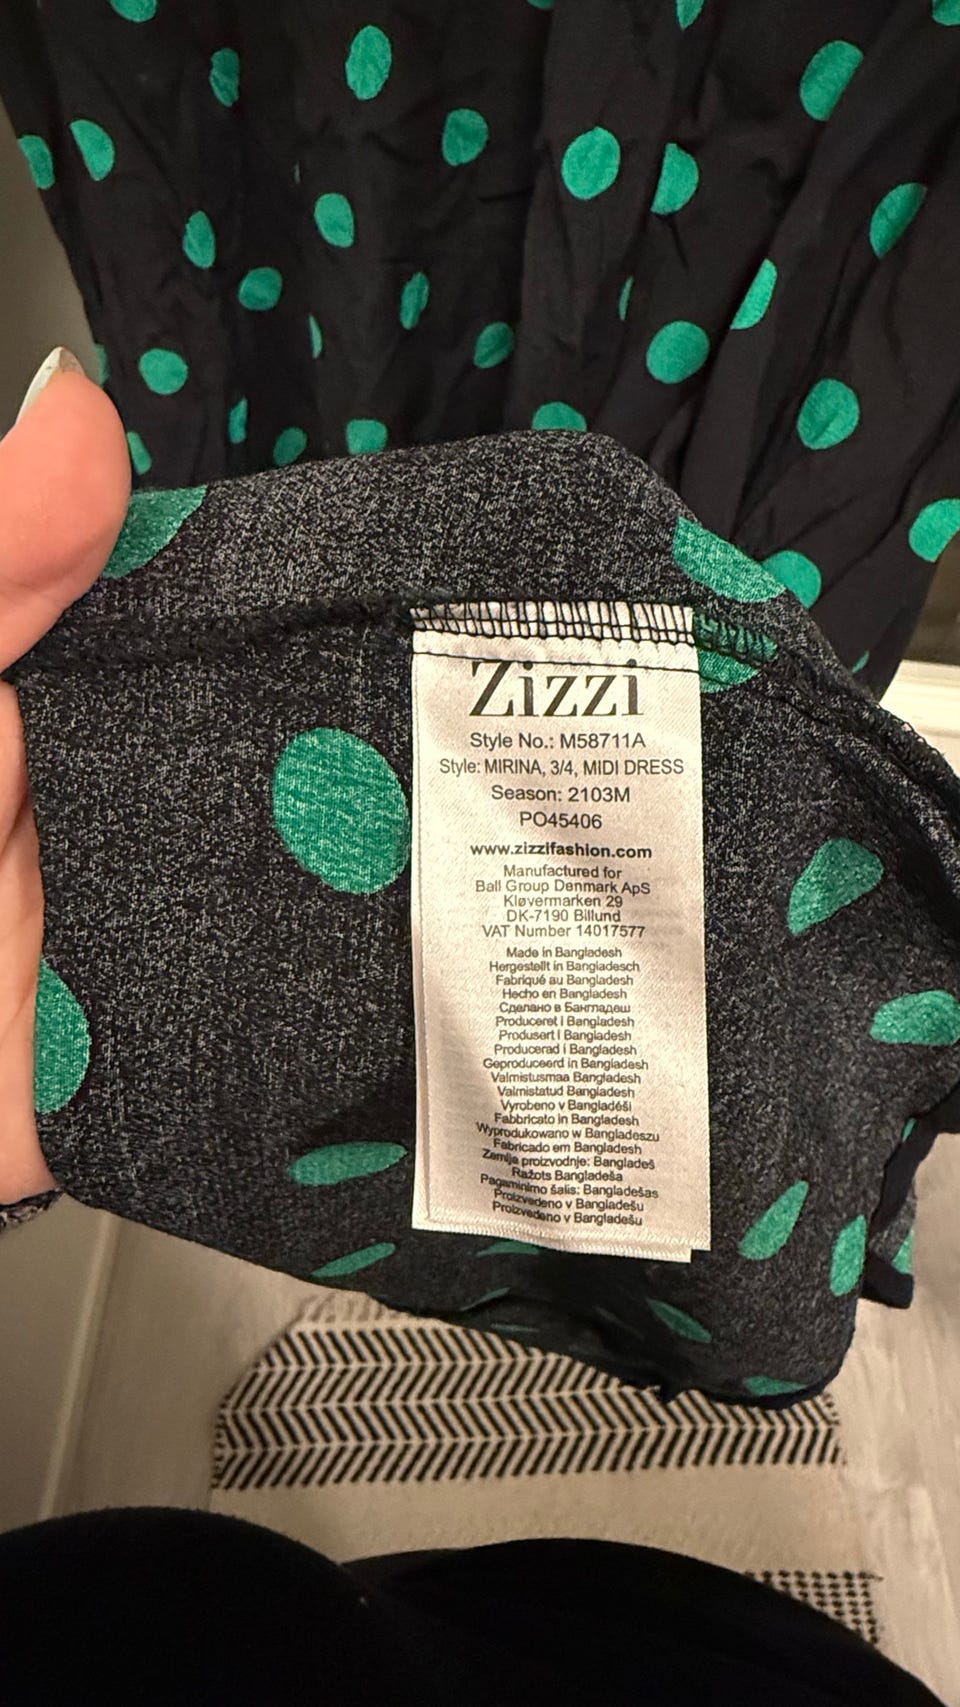 Zizzi
Style No.: M58711A
Style: MIRINA, 3/4, MIDI DRESS
Season: 2103M
PO45406
www.zizzifashion.com
Manufactured for
Ball Group Denmark ApS
Kløvermarken 29
DK-7190 Billund
VAT Number 14017577
Made in Bangladesh
Hergestellt in Bangladesch
Fabriqué au Bangladesh
Hecho en Bangladesh
Сделано в Бангладеш
Produceret i Bangladesh
Produsert i Bangladesh
Producerad i Bangladesh
Geproduceerd in Bangladesh
Valmistusmaa Bangladesh
Valmistatud Bangladesh
Vyrobeno v Bangladéši
Fabbricato in Bangladesh
Wyprodukowano w Bangladeszu
Fabricado em Bangladesh
Zemlja proizvodnje: Bangladeš
Ražots Bangladeša
Pagaminimo šalis: Bangladešas
Proizvedeno v Bangladešu
Proizvedeno v Bangladešu